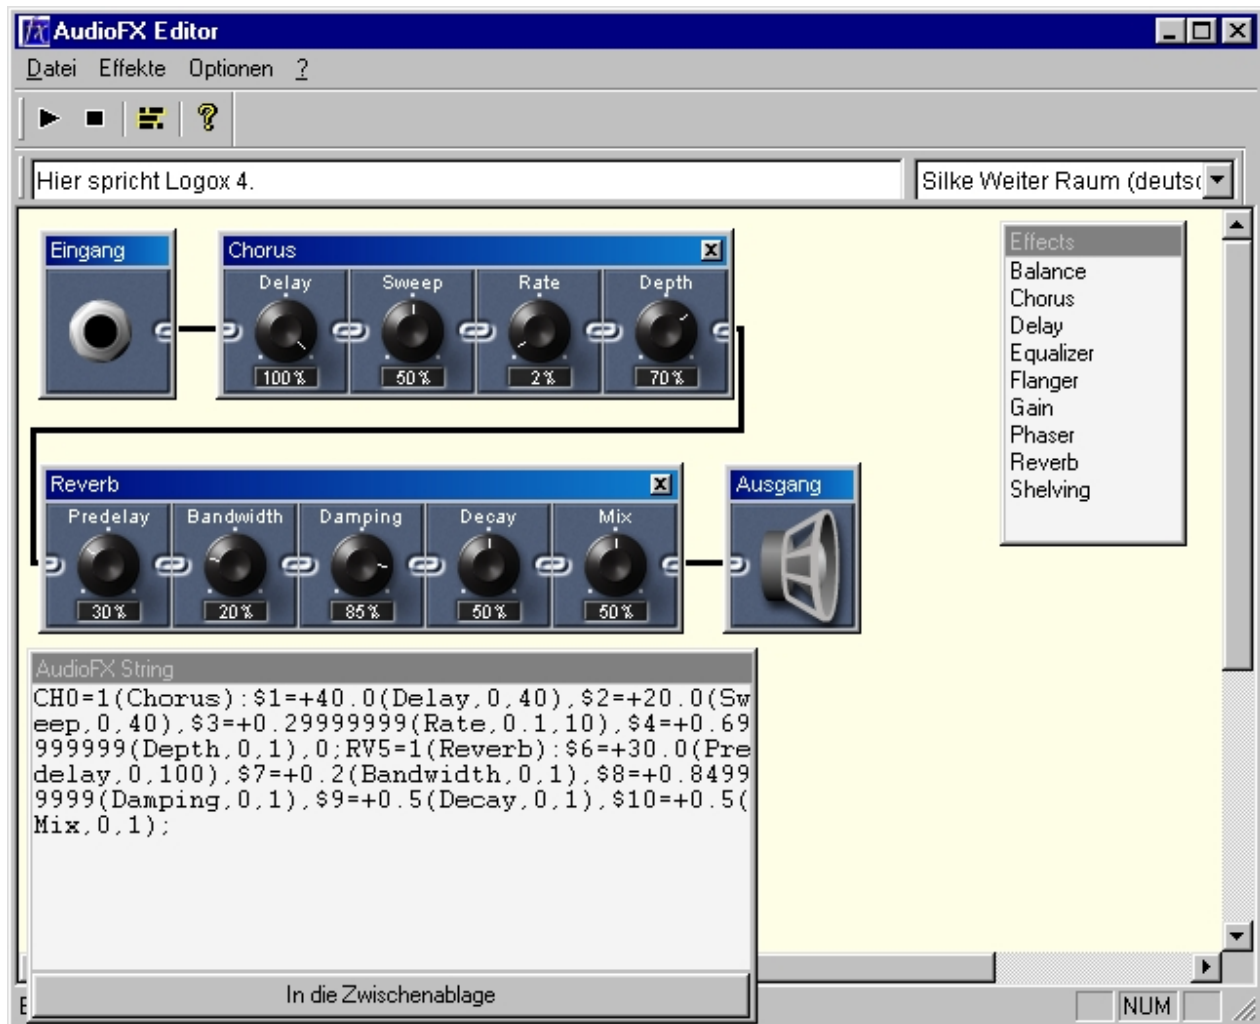 AudioFX Editor
Datei Effekte Optionen ?
Hier spricht Logox 4.
Silke Weiter Raum (deutsc
Eingang
Chorus
Delay Sweep Rate Depth
100% 50% 2% 70%
Effects
Balance
Chorus
Delay
Equalizer
Flanger
Gain
Phaser
Reverb
Shelving
Reverb
Predelay Bandwidth Damping Decay Mix
30% 20% 85% 50% 50%
Ausgang
AudioFX String
CH0=1(Chorus):$1=+40.0(Delay,0,40),$2=+20.0(Sw
eep,0,40),$3=+0.29999999(Rate,0.1,10),$4=+0.69
999999(Depth,0,1),0;RV5=1(Reverb):$6=+30.0(Pre
delay,0,100),$7=+0.2(Bandwidth,0,1),$8=+0.8499
9999(Damping,0,1),$9=+0.5(Decay,0,1),$10=+0.5(
Mix,0,1);
In die Zwischenablage
NUM